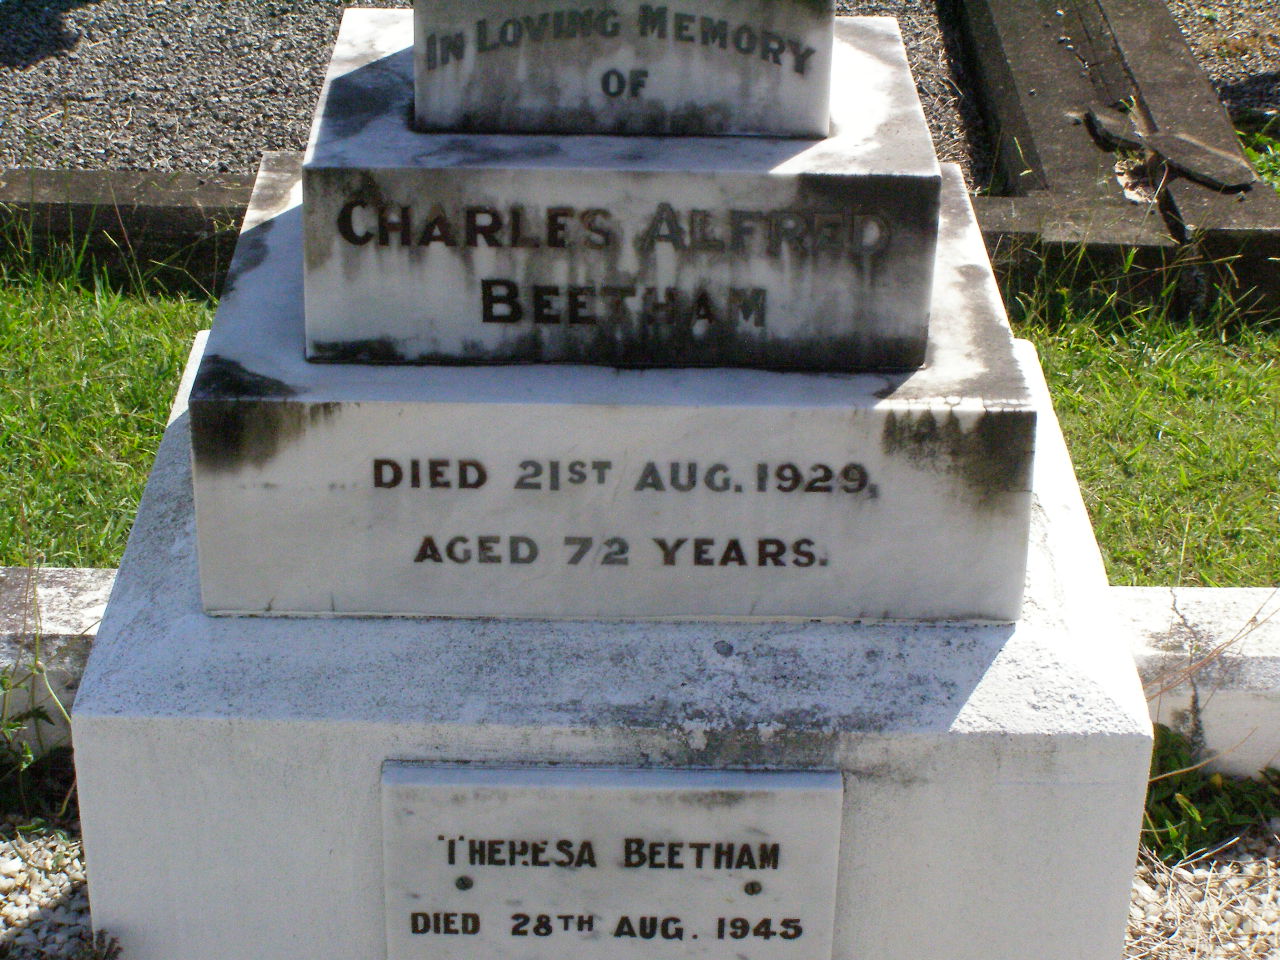 IN LOVING MEMORY
OF
CHARLES ALFRED
BEETHAM
DIED 21ST AUG. 1929,
AGED 72 YEARS.
THERESA BEETHAM
DIED 28TH AUG. 1945